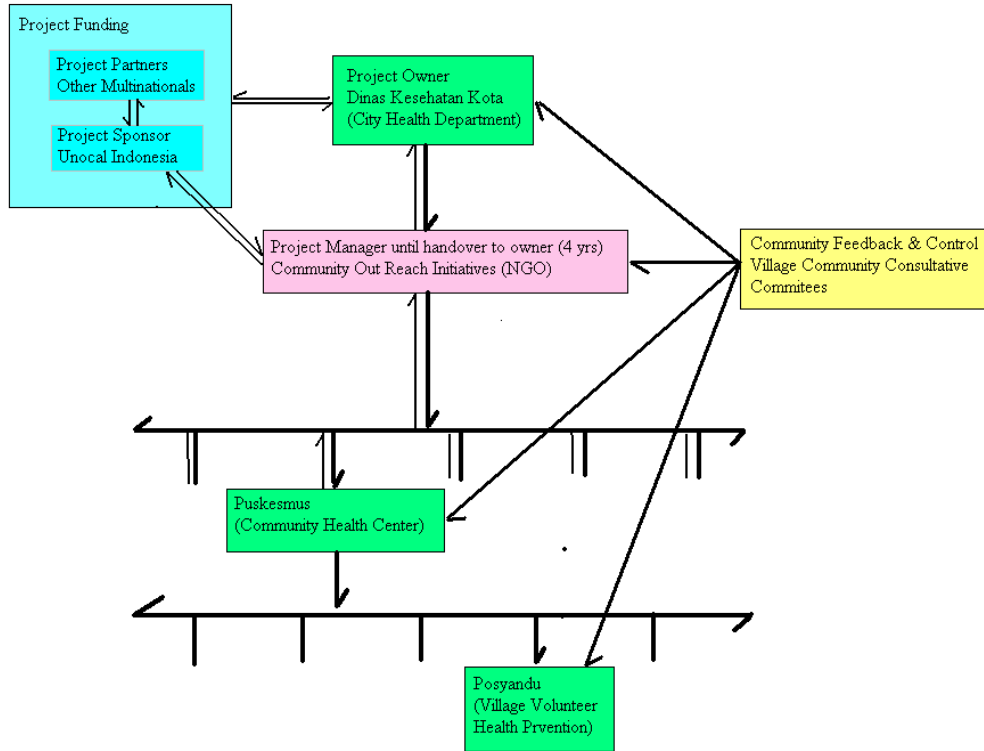 Project Funding
Project Partners
Other Multinationals
Project Sponsor
Unocal Indonesia
Project Owner
Dinas Kesehatan Kota
(City Health Department)
Project Manager until handover to owner (4 yrs)
Community Out Reach Initiatives (NGO)
Community Feedback & Control
Village Community Consultative
Commitees
Puskesmus
(Community Health Center)
Posyandu
(Village Volunteer
Health Prvention)